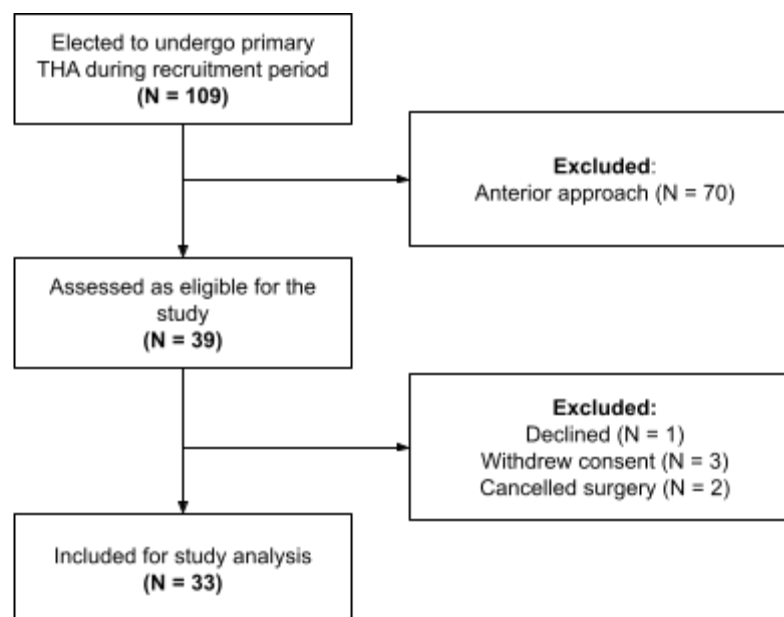 Elected to undergo primary
THA during recruitment period
(N = 109)
Excluded:
Anterior approach (N = 70)
Assessed as eligible for the
study
(N = 39)
Excluded:
Declined (N = 1)
Withdrew consent (N = 3)
Cancelled surgery (N = 2)
Included for study analysis
(N = 33)